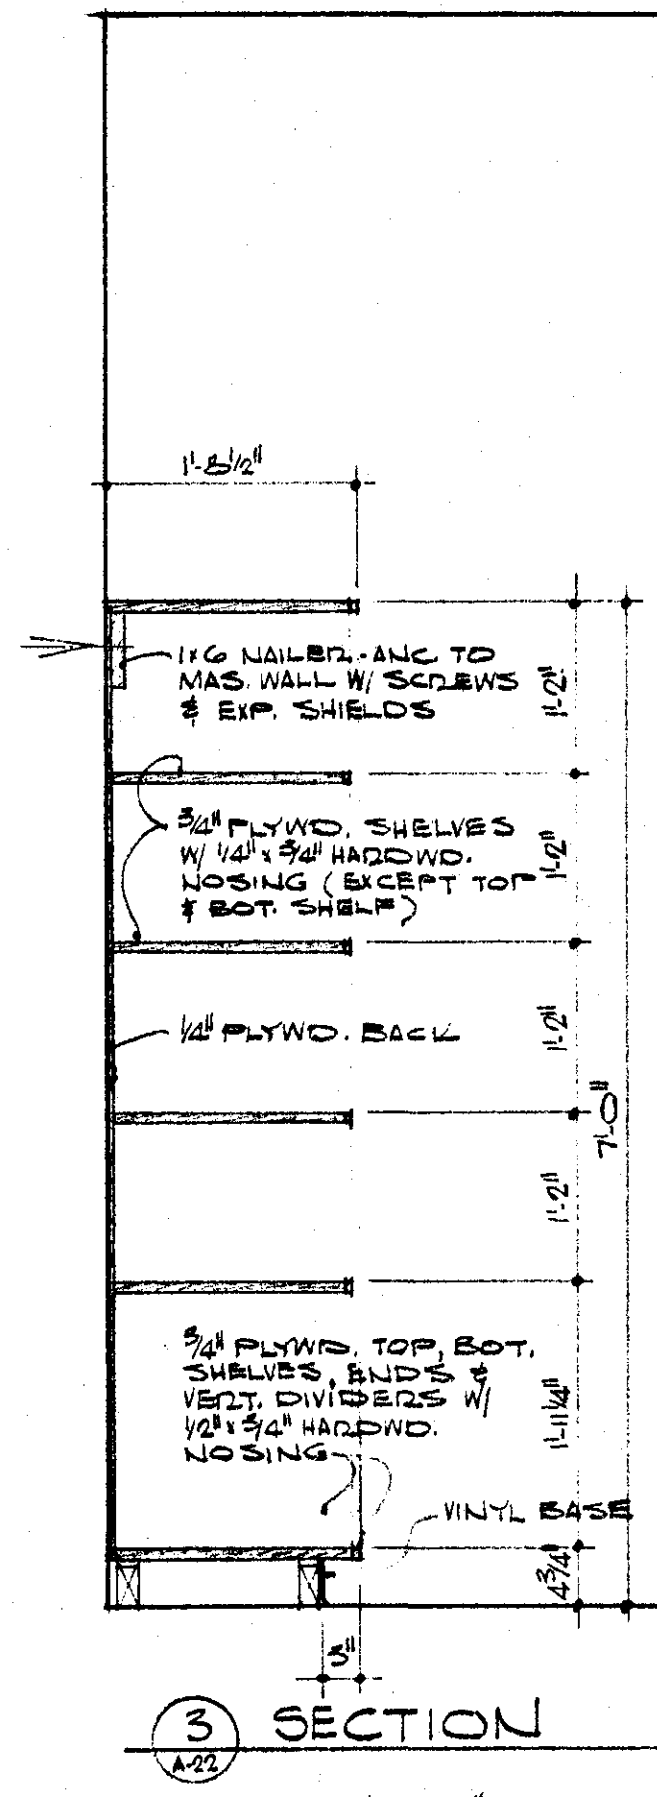 1'-8 1/2"
1x6 NAILER-ANC TO
MAS. WALL W/ SCREWS
& EXP. SHIELDS
1'-2"
3/4" PLYWD. SHELVES
W/ 1/4" x 3/4" HARDWD.
NOSING (EXCEPT TOP
& BOT. SHELF)
1'-2"
1/4" PLYWD. BACK
1'-2"
7'-0"
1'-2"
3/4" PLYWD. TOP, BOT.
SHELVES, ENDS &
VERT. DIVIDERS W/
1/2" x 3/4" HARDWD.
NOSING
1'-11 1/4"
VINYL BASE
4 3/4"
3"
3 SECTION
A-22